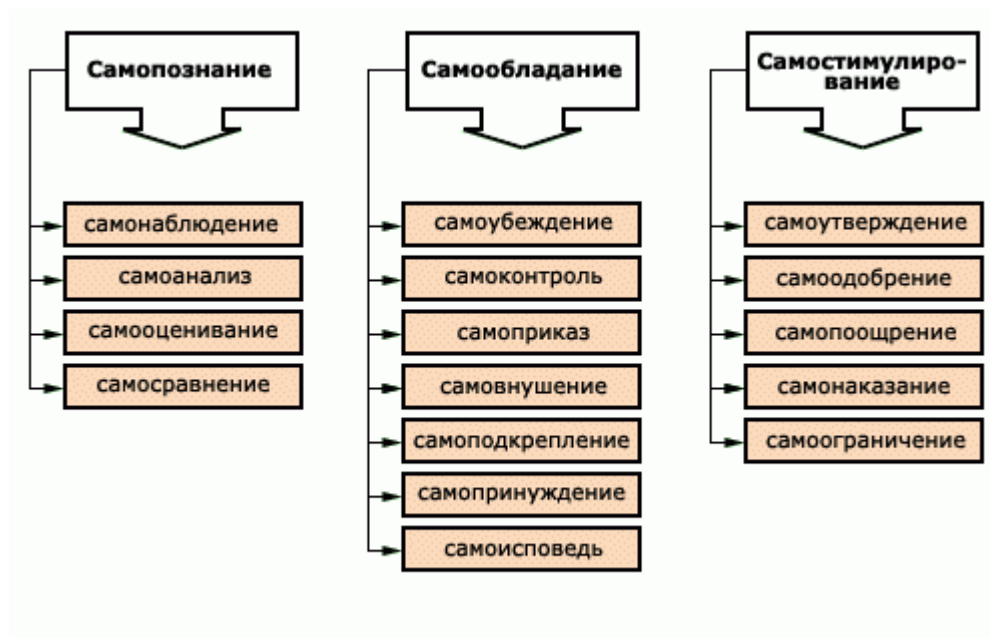 Самопознание
самонаблюдение
самоанализ
самооценивание
самосравнение
Самообладание
самоубеждение
самоконтроль
самоприказ
самовнушение
самоподкрепление
самопринуждение
самоисповедь
Самостимулиро-
вание
самоутверждение
самоодобрение
самопоощрение
самонаказание
самоограничение